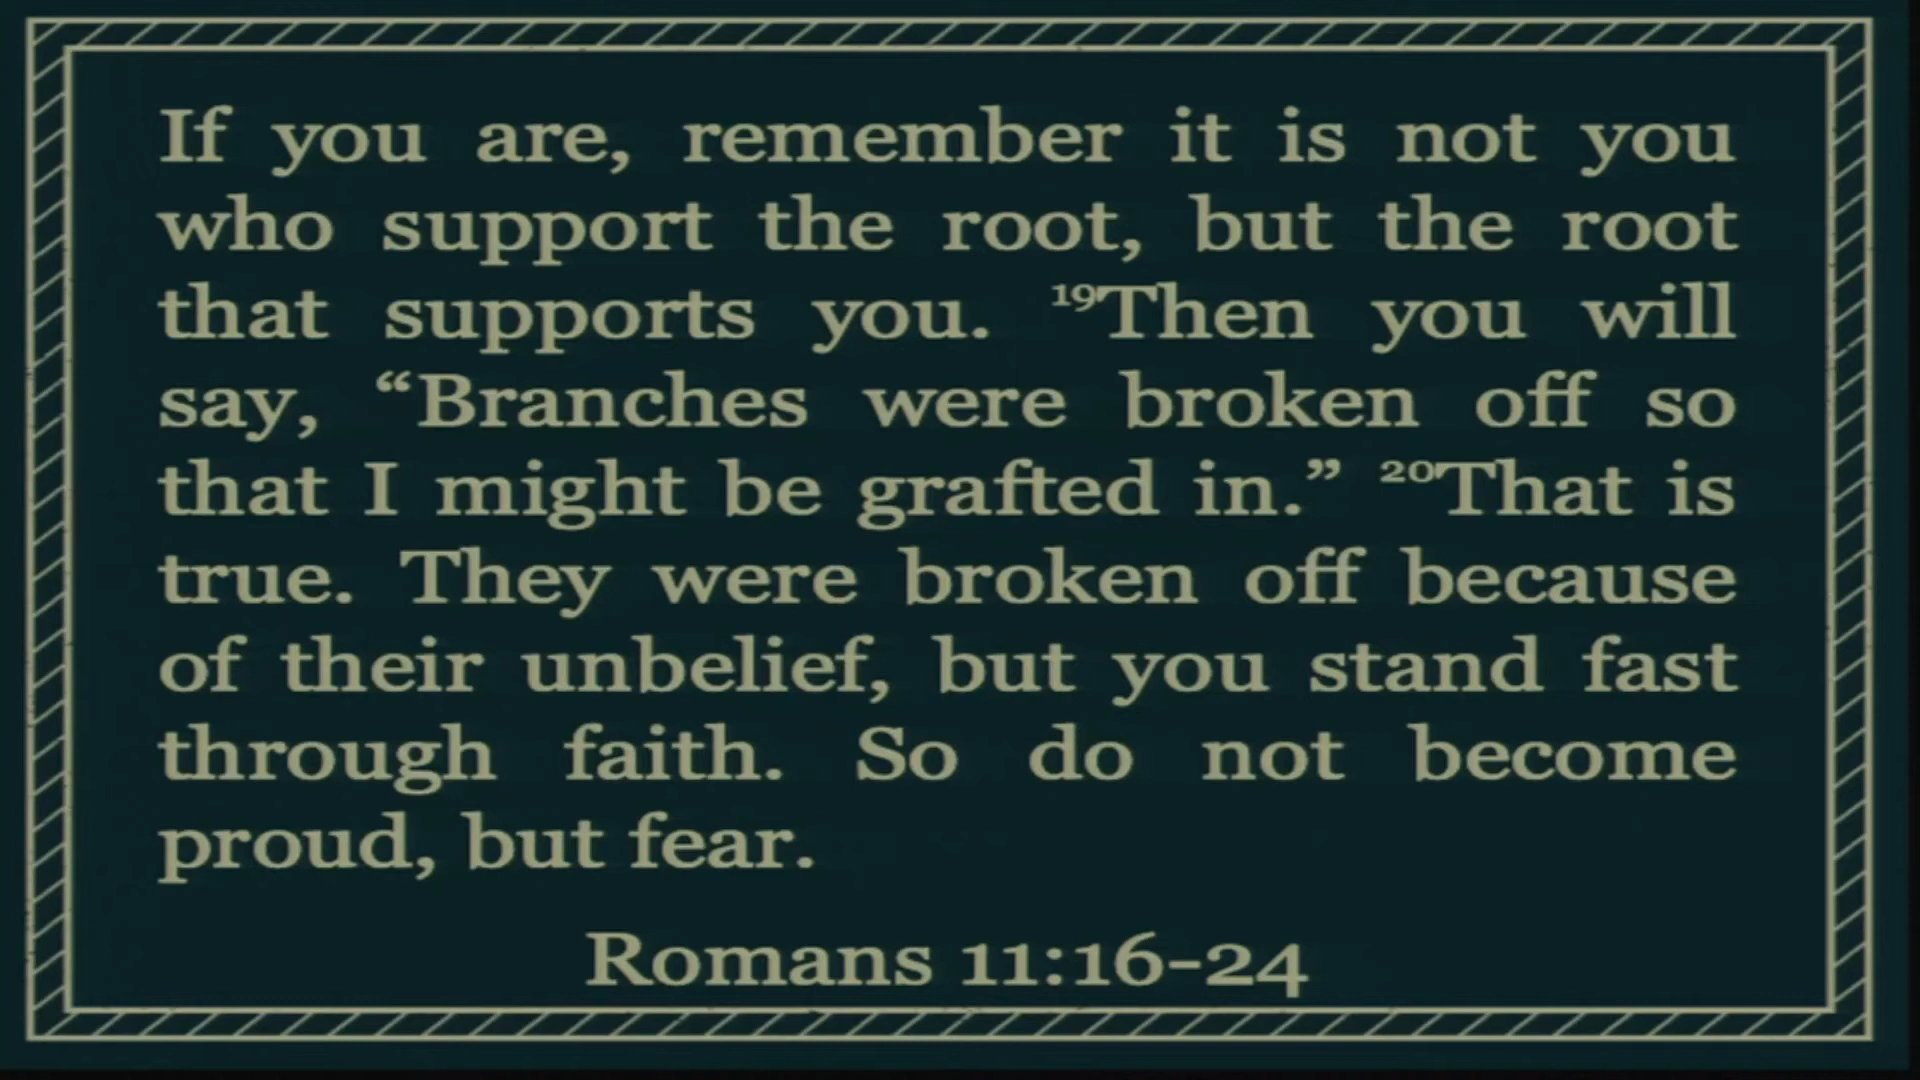 If you are, remember it is not you
who support the root, but the root
that supports you. ¹⁹Then you will
say, “Branches were broken off so
that I might be grafted in.” ²⁰That is
true. They were broken off because
of their unbelief, but you stand fast
through faith. So do not become
proud, but fear.
Romans 11:16-24